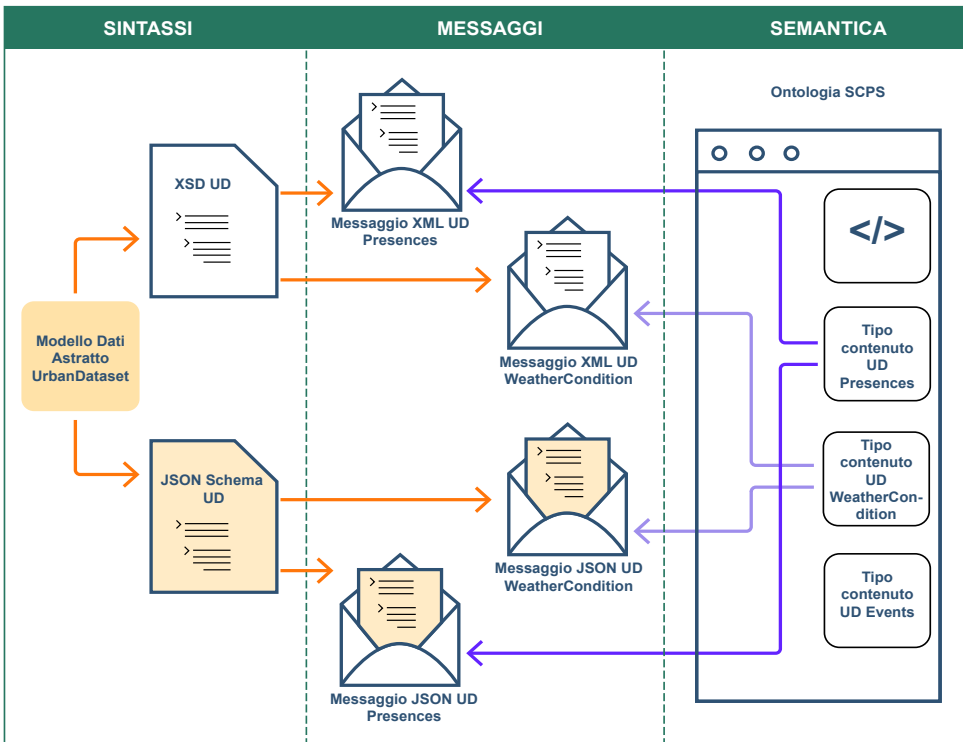 SINTASSI
MESSAGGI
SEMANTICA
Ontologia SCPS
XSD UD
Messaggio XML UD
Presences
</>
Modello Dati
Astratto
UrbanDataset
Messaggio XML UD
WeatherCondition
Tipo
contenuto
UD
Presences
JSON Schema
UD
Messaggio JSON UD
WeatherCondition
Tipo
contenuto
UD
WeatherCon-
dition
Messaggio JSON UD
Presences
Tipo
contenuto
UD Events